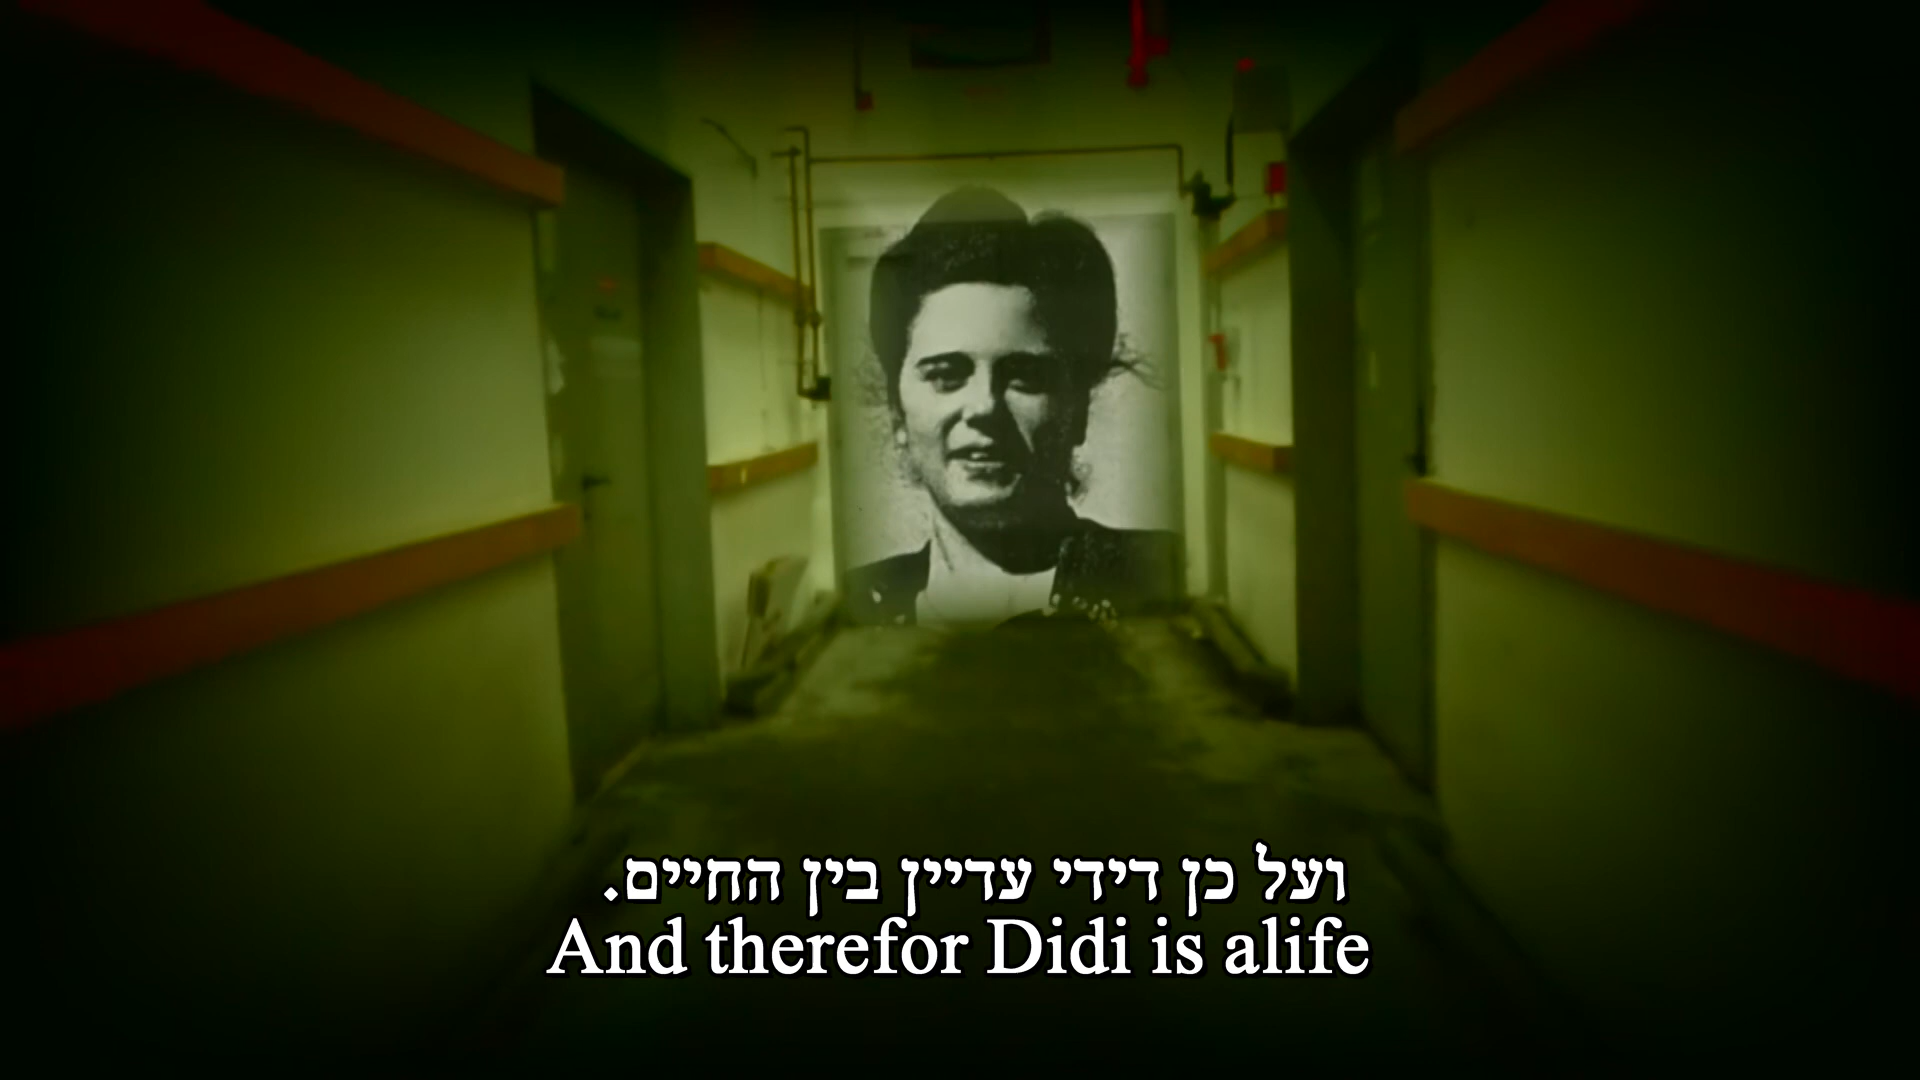 ועל כן דידי עדיין בין החיים.
And therefor Didi is alife